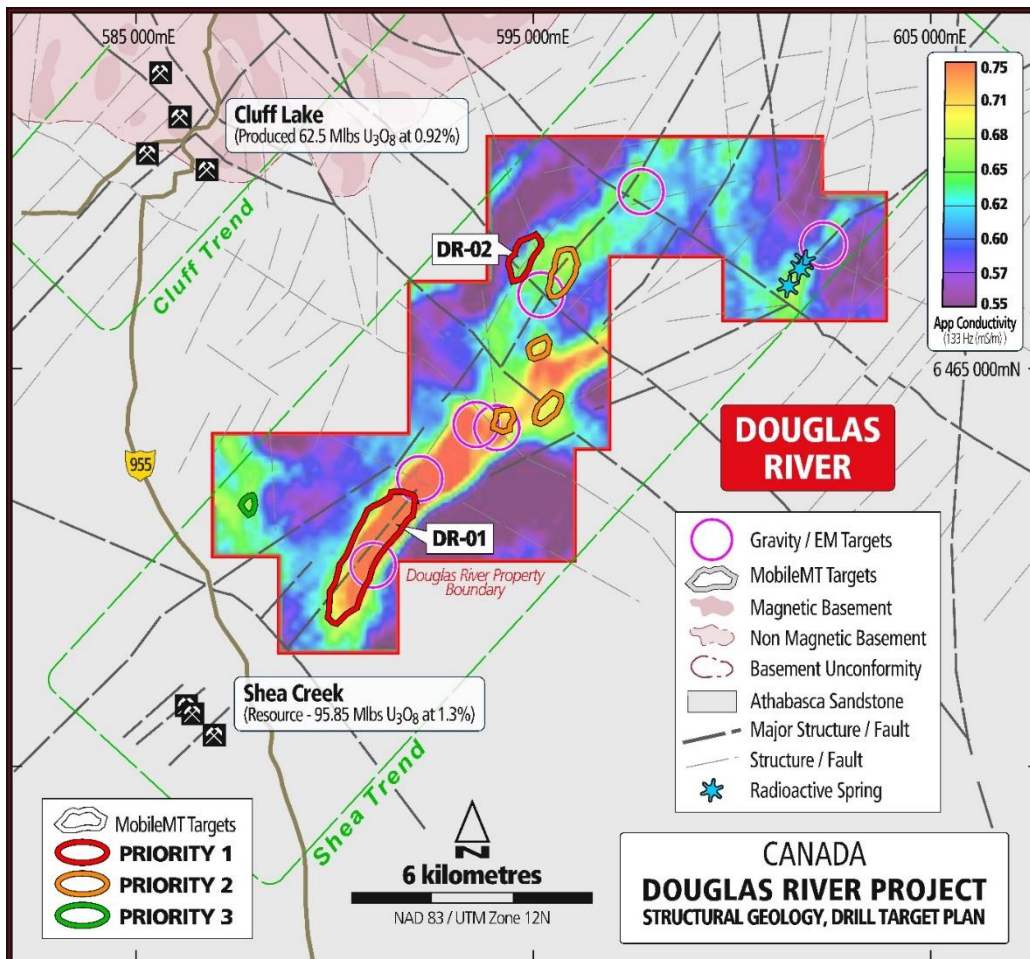 585 000mE
595 000mE
605 000mE
Cluff Lake
(Produced 62.5 Mlbs U₃O₈ at 0.92%)
0.75
0.71
0.68
0.65
0.62
0.60
0.57
0.55
App Conductivity
(133 Hz (mS/m))
6 465 000mN
Cluff Trend
DR-02
955
DOUGLAS
RIVER
DR-01
Douglas River Property
Boundary
Shea Creek
(Resource - 95.85 Mlbs U₃O₈ at 1.3%)
Shea Trend
Gravity / EM Targets
MobileMT Targets
Magnetic Basement
Non Magnetic Basement
Basement Unconformity
Athabasca Sandstone
Major Structure / Fault
Structure / Fault
Radioactive Spring
MobileMT Targets
PRIORITY 1
PRIORITY 2
PRIORITY 3
N
6 kilometres
NAD 83 / UTM Zone 12N
CANADA
DOUGLAS RIVER PROJECT
STRUCTURAL GEOLOGY, DRILL TARGET PLAN